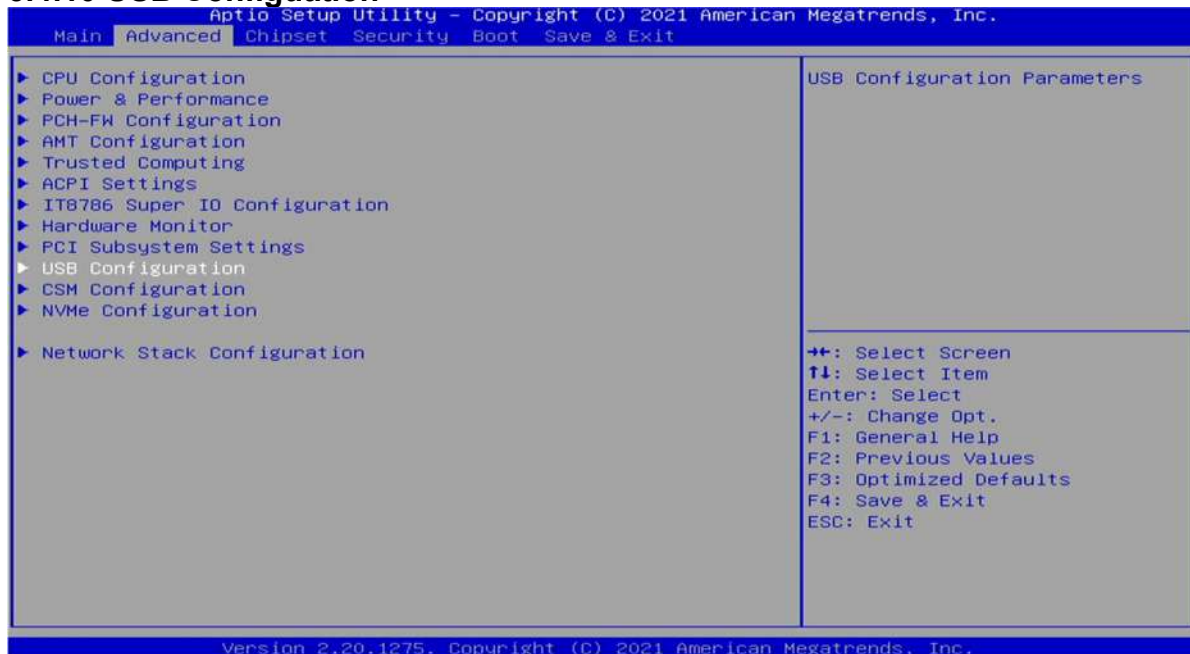 USB Configuation
Aptio Setup Utility – Copyright (C) 2021 American Megatrends, Inc.
Main Advanced Chipset Security Boot Save & Exit
► CPU Configuration
► Power & Performance
► PCH-FW Configuration
► AMT Configuration
► Trusted Computing
► ACPI Settings
► IT8786 Super IO Configuration
► Hardware Monitor
► PCI Subsystem Settings
► USB Configuration
► CSM Configuration
► NVMe Configuration
► Network Stack Configuration
USB Configuration Parameters
→←: Select Screen
↑↓: Select Item
Enter: Select
+/-: Change Opt.
F1: General Help
F2: Previous Values
F3: Optimized Defaults
F4: Save & Exit
ESC: Exit
Version 2.20.1275. Copyright (C) 2021 American Megatrends, Inc.